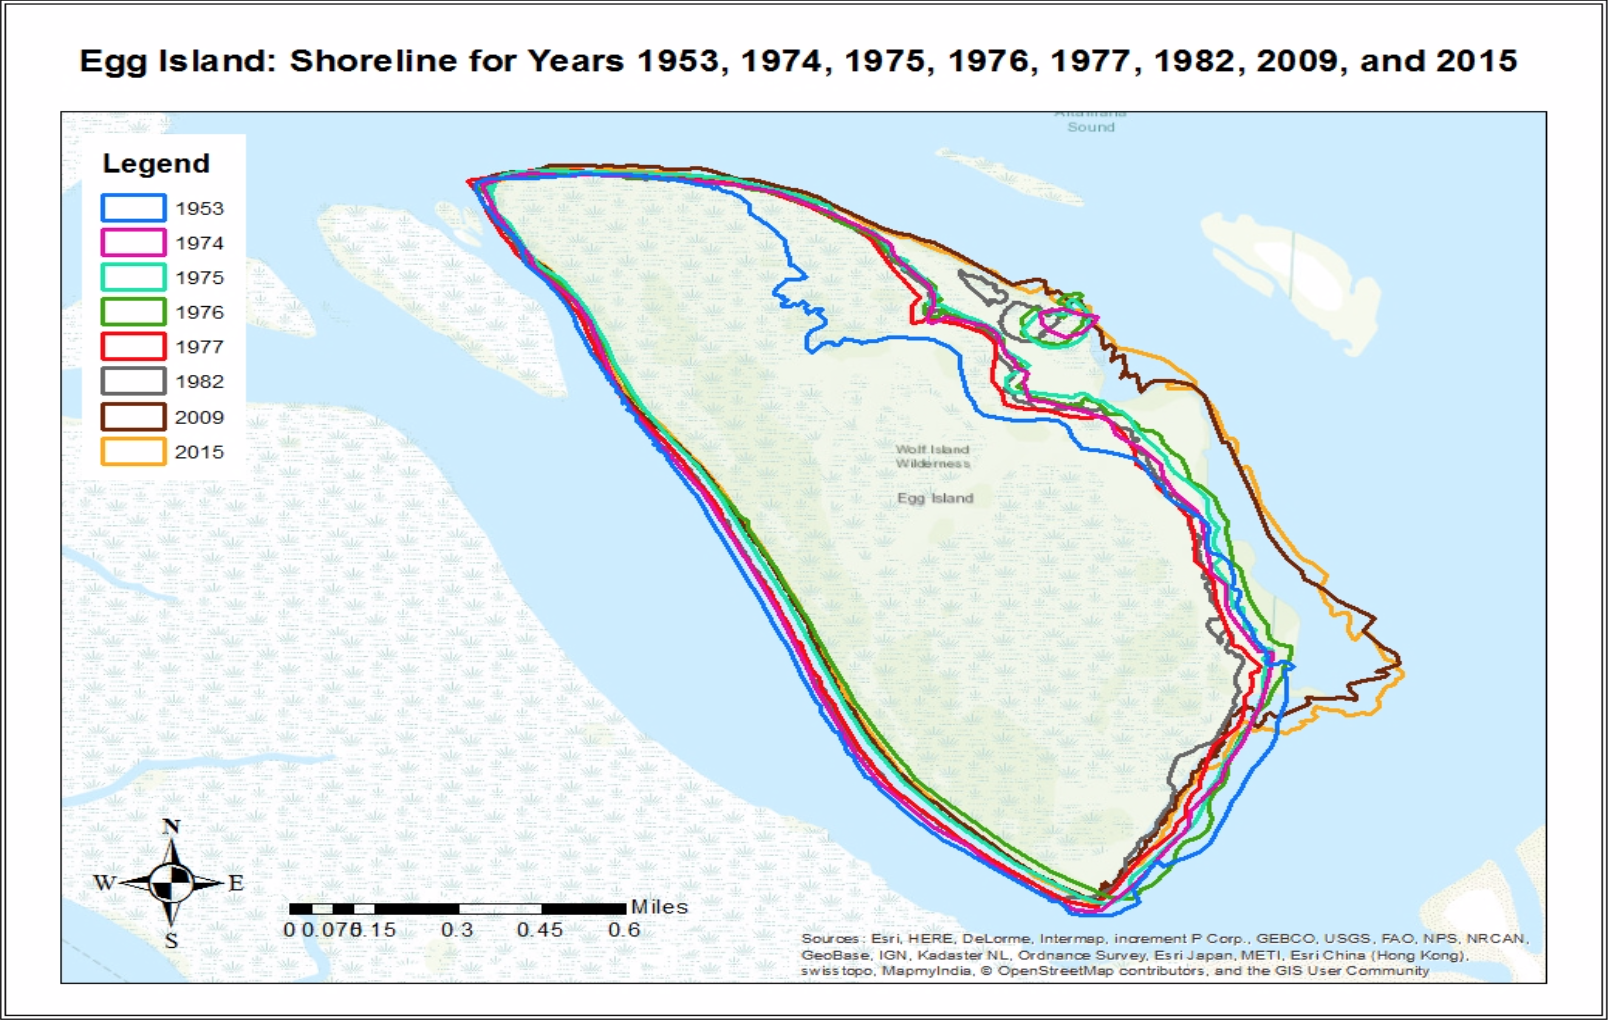 Egg Island: Shoreline for Years 1953, 1974, 1975, 1976, 1977, 1982, 2009, and 2015
Sound
Legend
1953
1974
1975
1976
1977
1982
2009
2015
Wolf Island
Wilderness
Egg Island
N
W E
S
Miles
0 0.075 0.15 0.3 0.45 0.6
Sources: Esri, HERE, DeLorme, Intermap, increment P Corp., GEBCO, USGS, FAO, NPS, NRCAN,
GeoBase, IGN, Kadaster NL, Ordnance Survey, Esri Japan, METI, Esri China (Hong Kong),
swisstopo, MapmyIndia, © OpenStreetMap contributors, and the GIS User Community